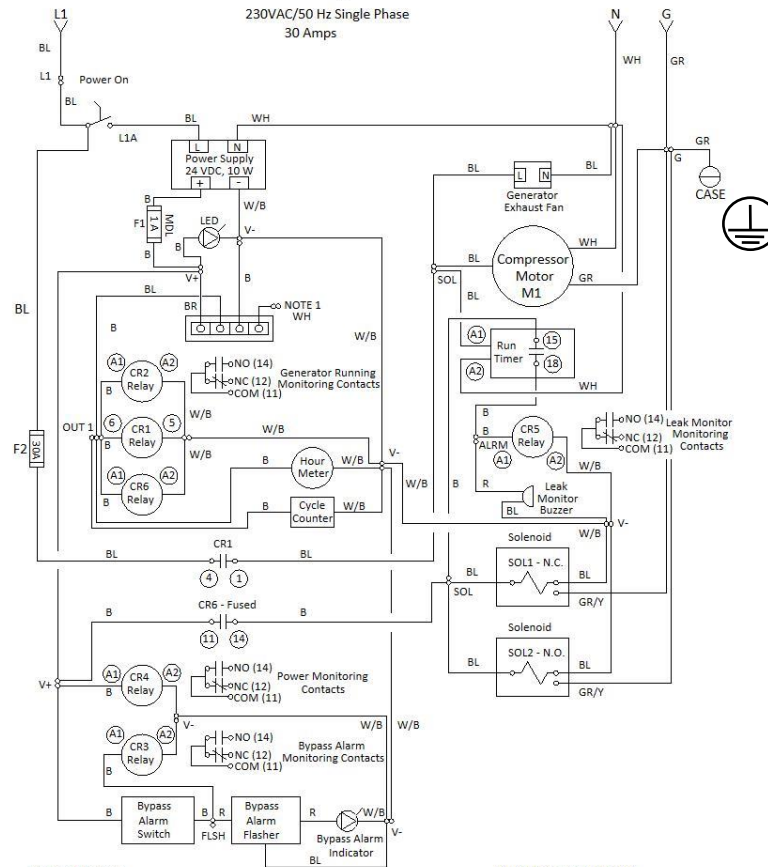 L1
230VAC/50 Hz Single Phase
30 Amps
N
G
BL
WH
GR
L1
Power On
BL
L1A
BL
WH
L
N
Power Supply
24 VDC, 10 W
+
-
BL
L
N
BL
Generator
Exhaust Fan
GR
G
CASE
B
W/B
F1
1A
MDL
LED
B
V-
B
V+
WH
BL
Compressor
Motor
M1
GR
SOL
BL
BL
BL
B
BR
B
NOTE 1
WH
W/B
A1
Run
Timer
A2
15
18
WH
A1
A2
CR2
Relay
B
W/B
NO (14)
NC (12)
COM (11)
Generator Running
Monitoring Contacts
OUT 1
6
5
CR1
Relay
B
W/B
W/B
A1
A2
CR6
Relay
B
F2
30A
B
Hour
Meter
W/B
V-
B
Cycle
Counter
W/B
W/B
B
B
B
ALRM
A1
CR5
Relay
A2
W/B
NO (14)
NC (12)
COM (11)
Leak Monitor
Monitoring
Contacts
R
BL
Leak
Monitor
Buzzer
W/B
V-
BL
CR1
4
1
BL
Solenoid
SOL1 - N.C.
BL
BL
GR/Y
SOL
B
CR6 - Fused
11
14
B
Solenoid
SOL2 - N.O.
BL
BL
GR/Y
V+
A1
A2
CR4
Relay
B
NO (14)
NC (12)
COM (11)
Power Monitoring
Contacts
V-
W/B
W/B
A1
A2
CR3
Relay
B
NO (14)
NC (12)
COM (11)
Bypass Alarm
Monitoring Contacts
B
Bypass
Alarm
Switch
B
R
FLSH
Bypass
Alarm
Flasher
R
W/B
V-
Bypass Alarm
Indicator
BL